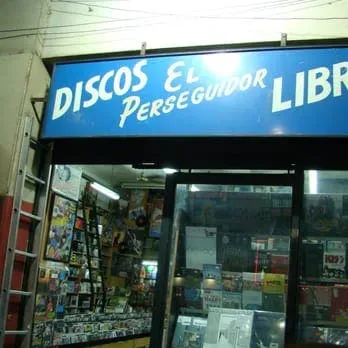 DISCOS EL PERSEGUIDOR LIBR